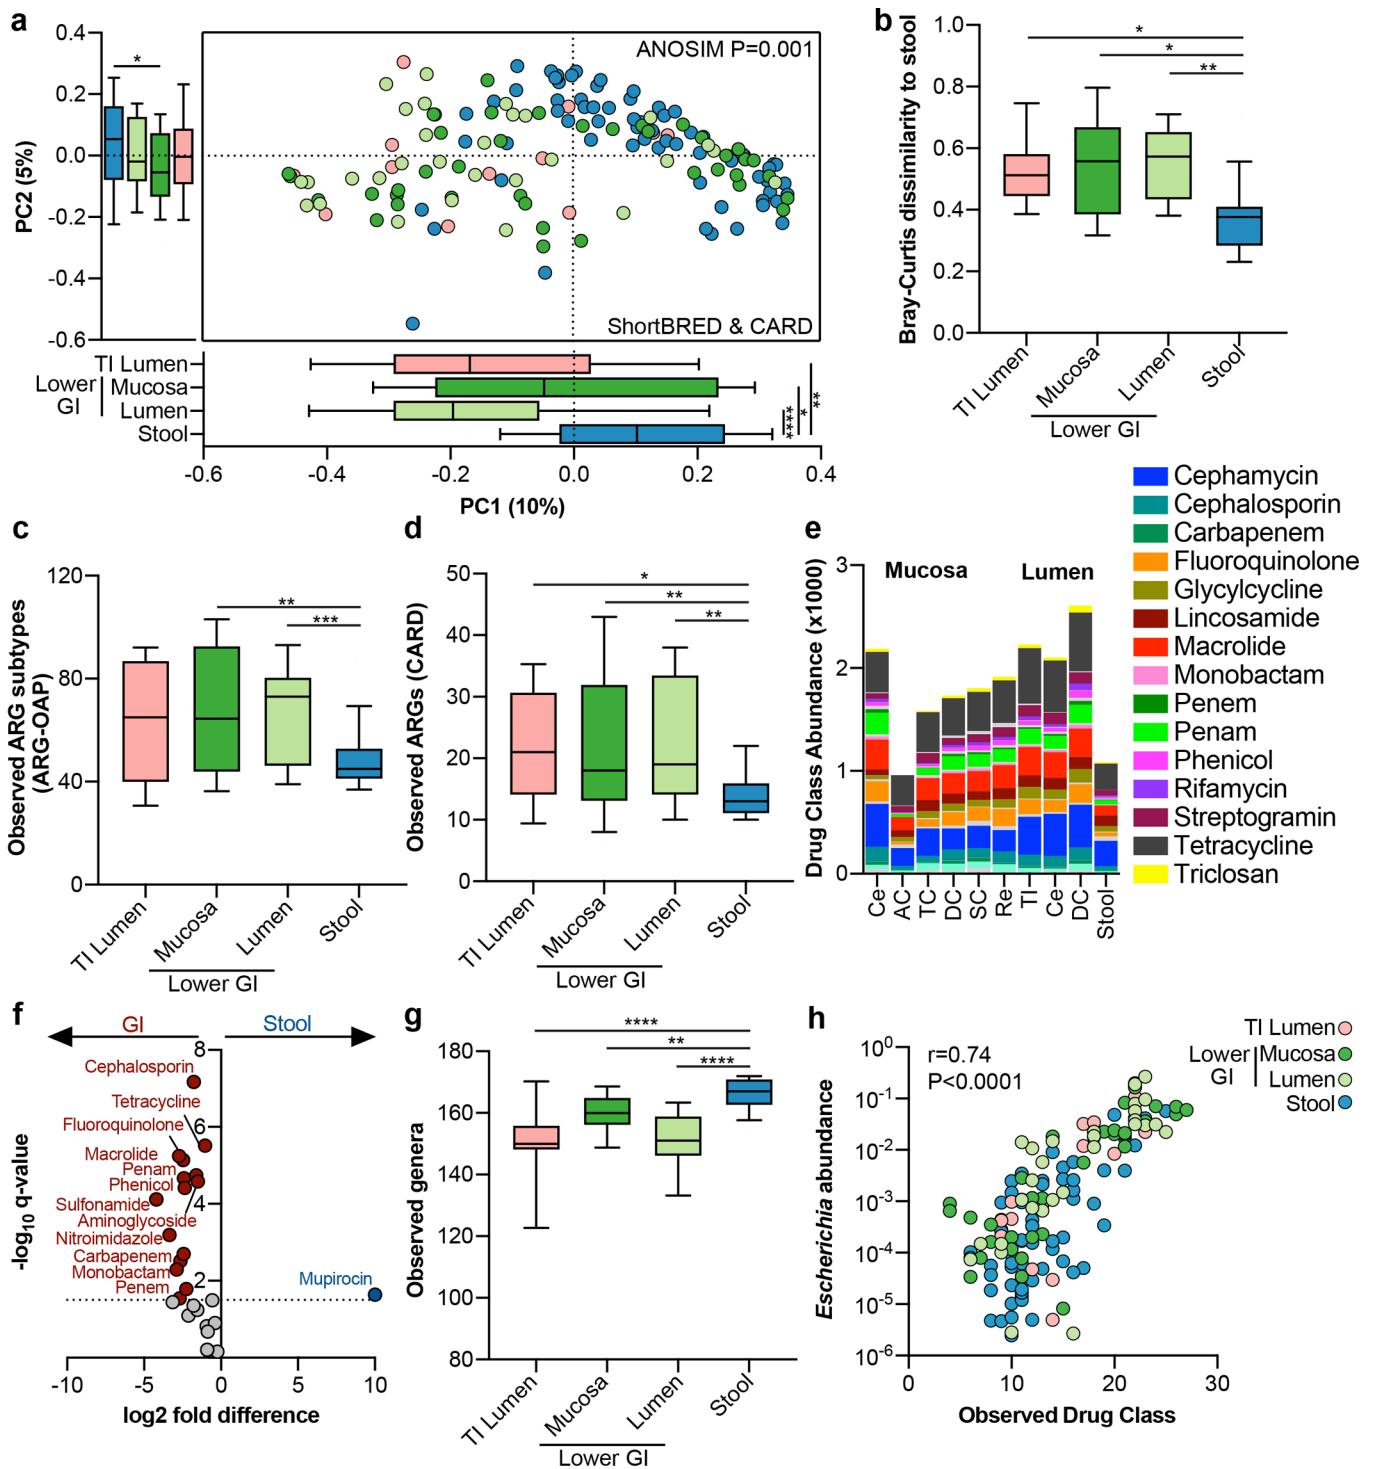 a
0.4
0.2
0.0
-0.2
-0.4
-0.6
PC2 (5%)
*
ANOSIM P=0.001
ShortBRED & CARD
TI Lumen
Lower GI
Mucosa
Lumen
Stool
****
*
**
-0.6
-0.4
-0.2
0.0
0.2
0.4
PC1 (10%)
b
Bray-Curtis dissimilarity to stool
1.0
0.8
0.6
0.4
0.2
0.0
*
*
**
TI Lumen
Mucosa
Lumen
Stool
Lower GI
c
Observed ARG subtypes
(ARG-OAP)
120
80
40
0
**
***
TI Lumen
Mucosa
Lumen
Stool
Lower GI
d
Observed ARGs (CARD)
50
40
30
20
10
0
*
**
**
TI Lumen
Mucosa
Lumen
Stool
Lower GI
e
Drug Class Abundance (x1000)
3
2
1
0
Mucosa
Lumen
Ce
AC
TC
DC
SC
Re
TI
Ce
DC
Stool
Cephamycin
Cephalosporin
Carbapenem
Fluoroquinolone
Glycylcycline
Lincosamide
Macrolide
Monobactam
Penem
Penam
Phenicol
Rifamycin
Streptogramin
Tetracycline
Triclosan
f
GI
Stool
-log10 q-value
8
6
4
2
Cephalosporin
Tetracycline
Fluoroquinolone
Macrolide
Penam
Phenicol
Sulfonamide
Aminoglycoside
Nitroimidazole
Carbapenem
Monobactam
Penem
Mupirocin
-10
-5
0
5
10
log2 fold difference
g
Observed genera
180
160
140
120
100
80
****
**
****
TI Lumen
Mucosa
Lumen
Stool
Lower GI
h
r=0.74
P<0.0001
TI Lumen
Lower GI
Mucosa
Lumen
Stool
Escherichia abundance
10^0
10^-1
10^-2
10^-3
10^-4
10^-5
10^-6
0
10
20
30
Observed Drug Class